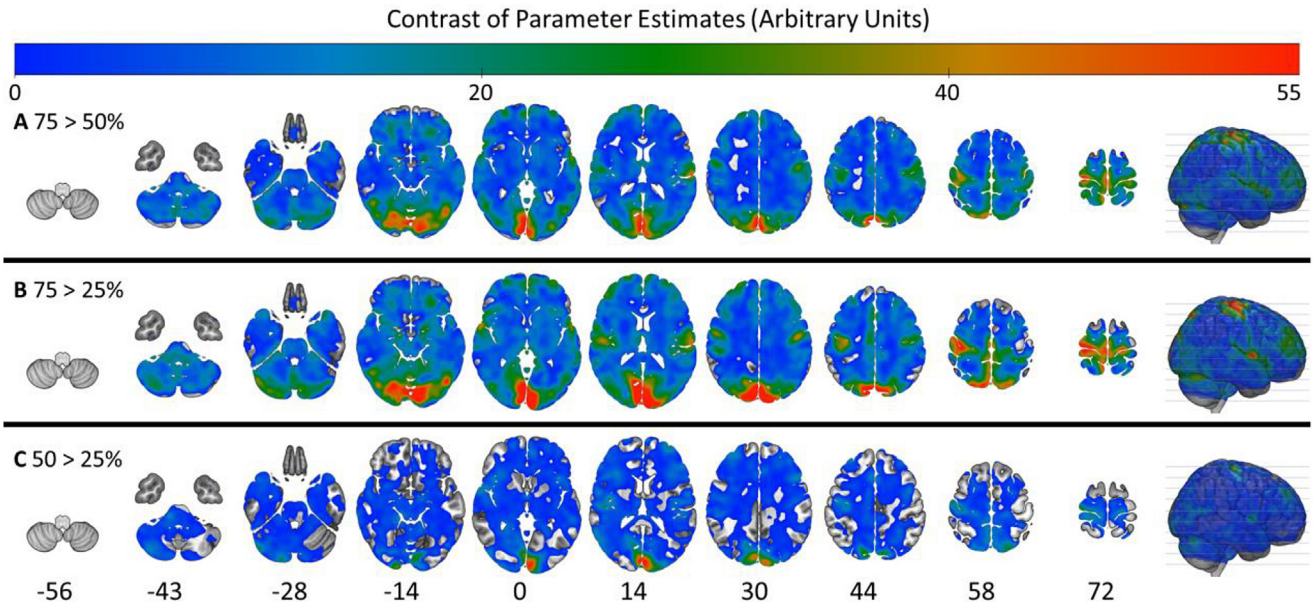 Contrast of Parameter Estimates (Arbitrary Units)
0 20 40 55
A 75 > 50%
B 75 > 25%
C 50 > 25%
-56 -43 -28 -14 0 14 30 44 58 72